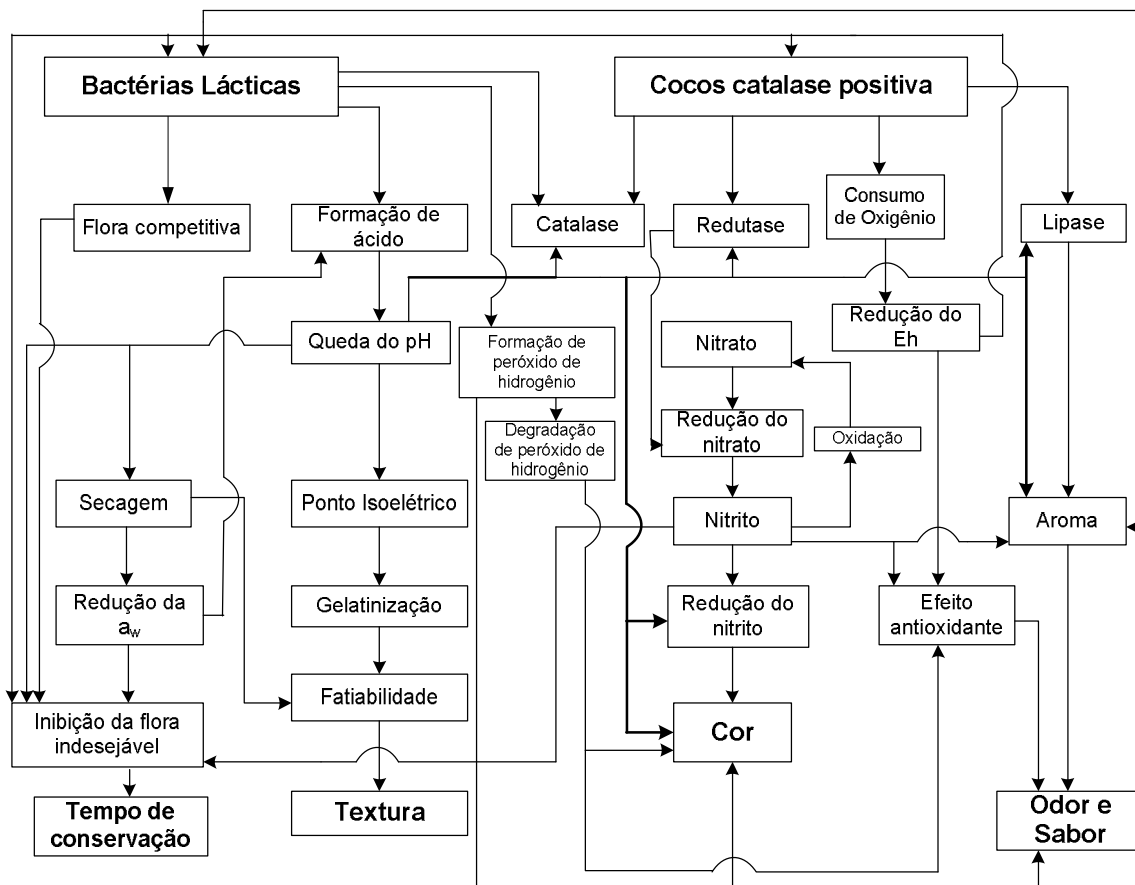 Bactérias Lácticas
Cocos catalase positiva
Flora competitiva
Formação de
ácido
Catalase
Redutase
Consumo
de Oxigênio
Lipase
Queda do pH
Formação de
peróxido de
hidrogênio
Nitrato
Redução do
Eh
Degradação
de peróxido de
hidrogênio
Redução do
nitrato
Oxidação
Secagem
Ponto Isoelétrico
Nitrito
Aroma
Redução da
aw
Gelatinização
Redução do
nitrito
Efeito
antioxidante
Fatiabilidade
Inibição da flora
indesejável
Cor
Tempo de
conservação
Textura
Odor e
Sabor